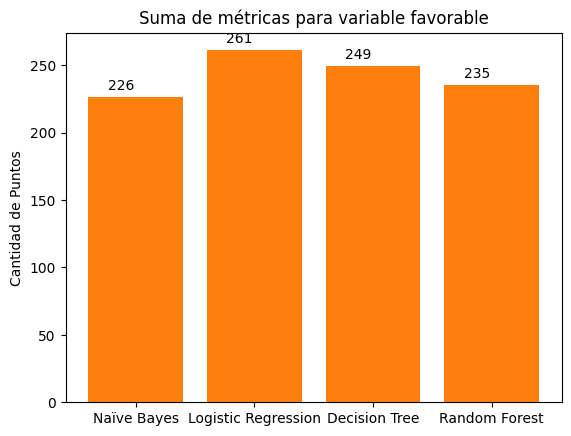 Suma de métricas para variable favorable
Cantidad de Puntos
250
200
150
100
50
0
226
261
249
235
Naïve Bayes
Logistic Regression
Decision Tree
Random Forest